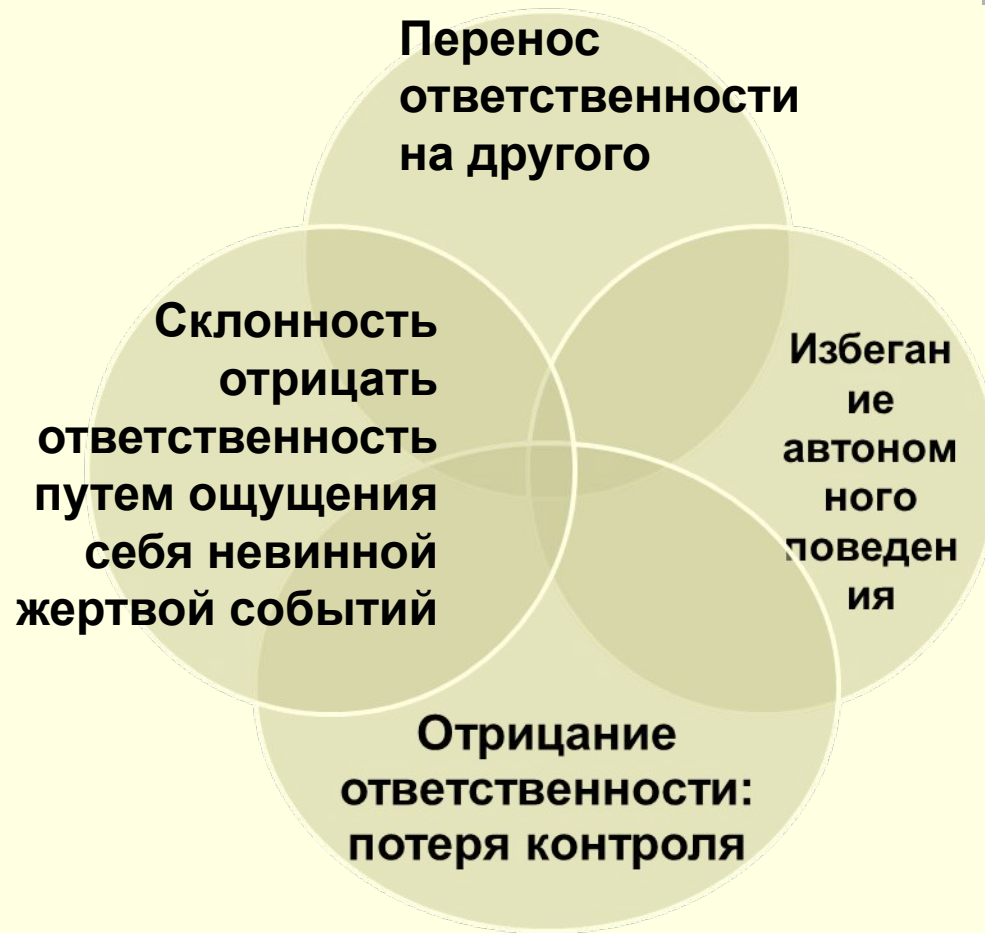 Перенос
ответственности
на другого
Склонность
отрицать
ответственность
путем ощущения
себя невинной
жертвой событий
Избеган
ие
автоном
ного
поведен
ия
Отрицание
ответственности:
потеря контроля